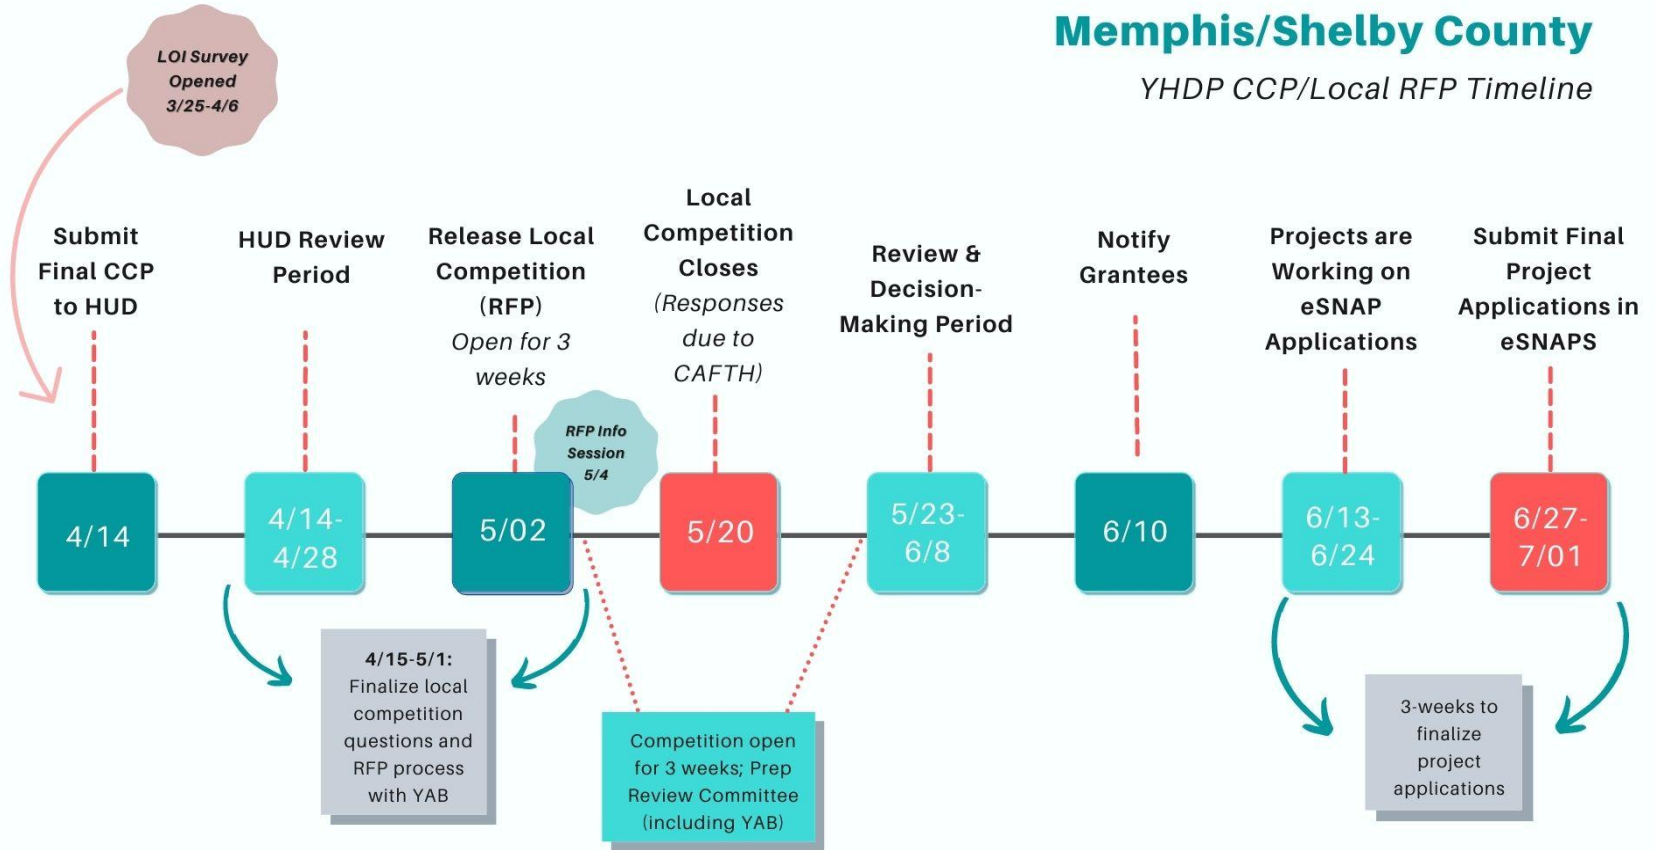 Memphis/Shelby County
YHDP CCP/Local RFP Timeline
LOI Survey
Opened
3/25-4/6
Submit
Final CCP
to HUD
4/14
HUD Review
Period
4/14-
4/28
Release Local
Competition
(RFP)
Open for 3
weeks
5/02
RFP Info
Session
5/4
Local
Competition
Closes
(Responses
due to
CAFTH)
5/20
Review &
Decision-
Making Period
5/23-
6/8
Notify
Grantees
6/10
Projects are
Working on
eSNAP
Applications
6/13-
6/24
Submit Final
Project
Applications in
eSNAPS
6/27-
7/01
4/15-5/1:
Finalize local
competition
questions and
RFP process
with YAB
Competition open
for 3 weeks; Prep
Review Committee
(including YAB)
3-weeks to
finalize
project
applications